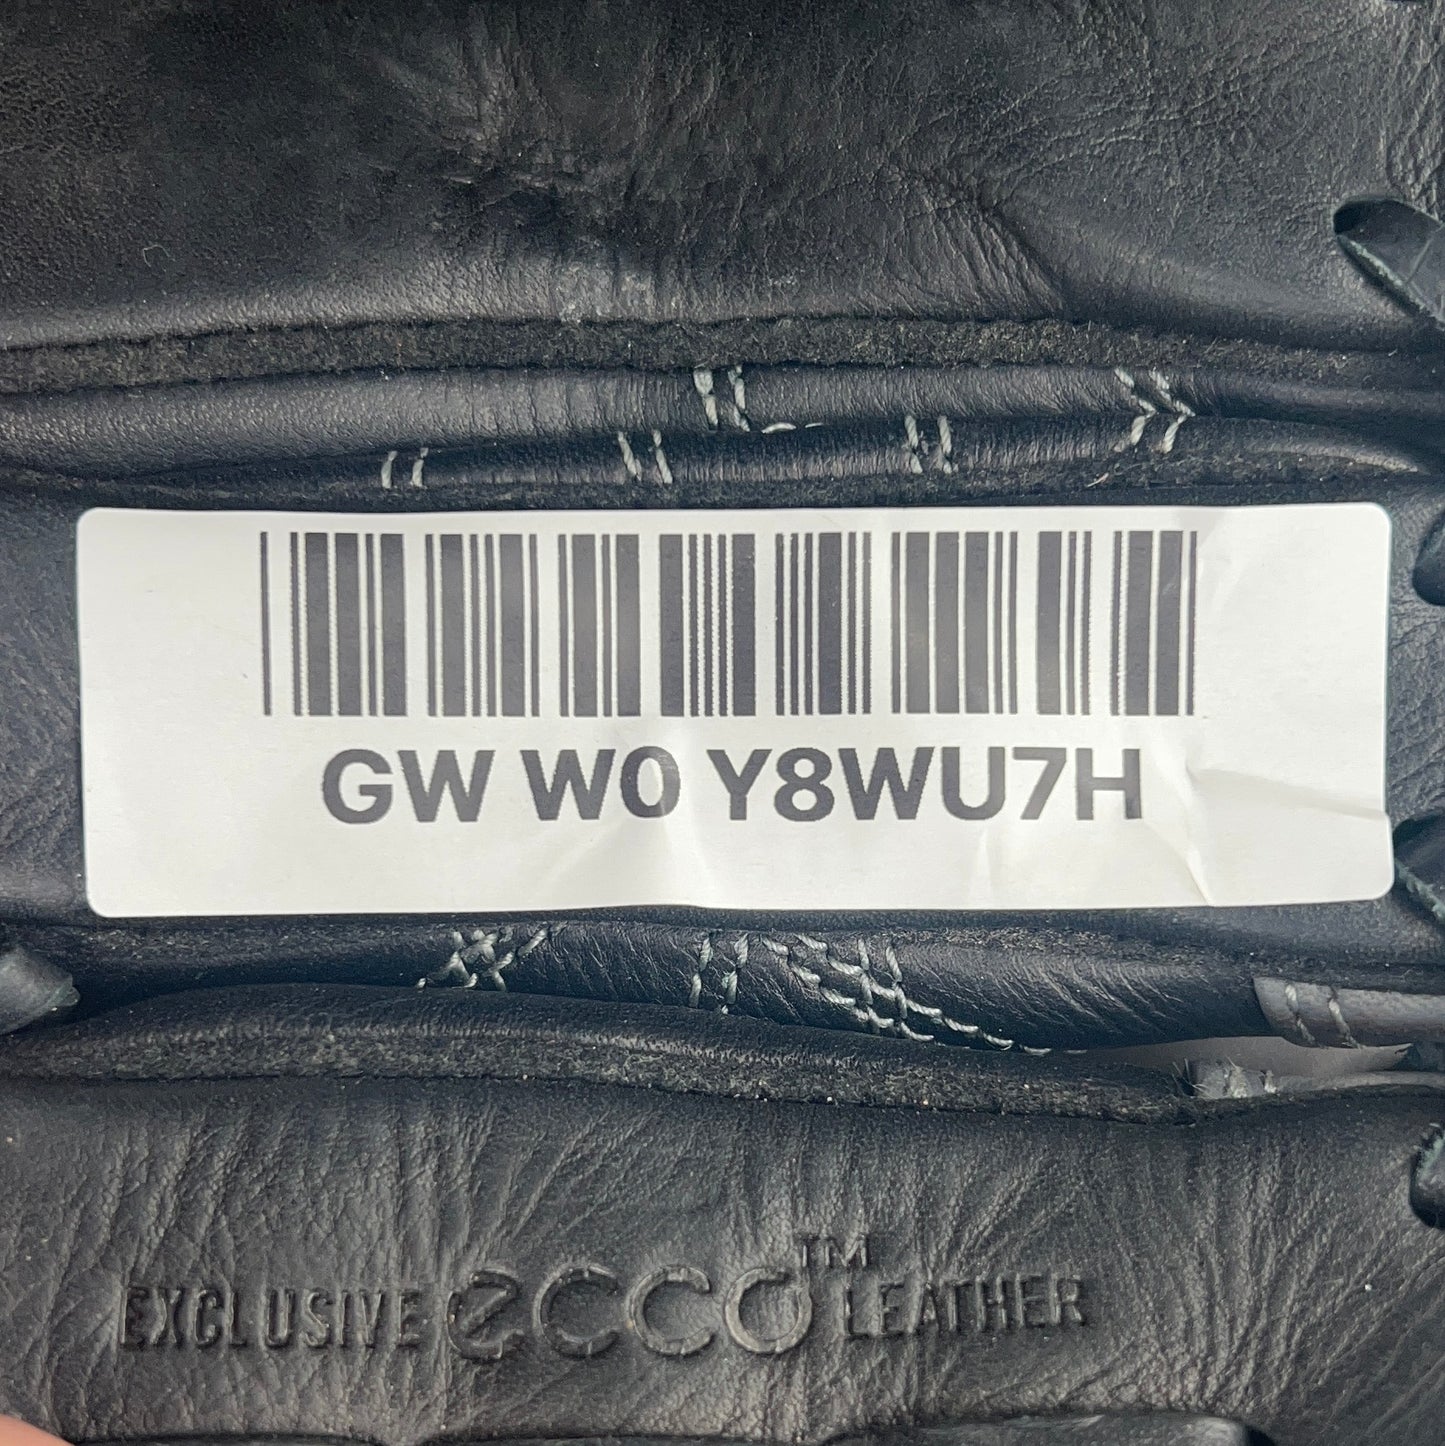 GW W0 Y8WU7H
EXCLUSIVE ecco™ LEATHER